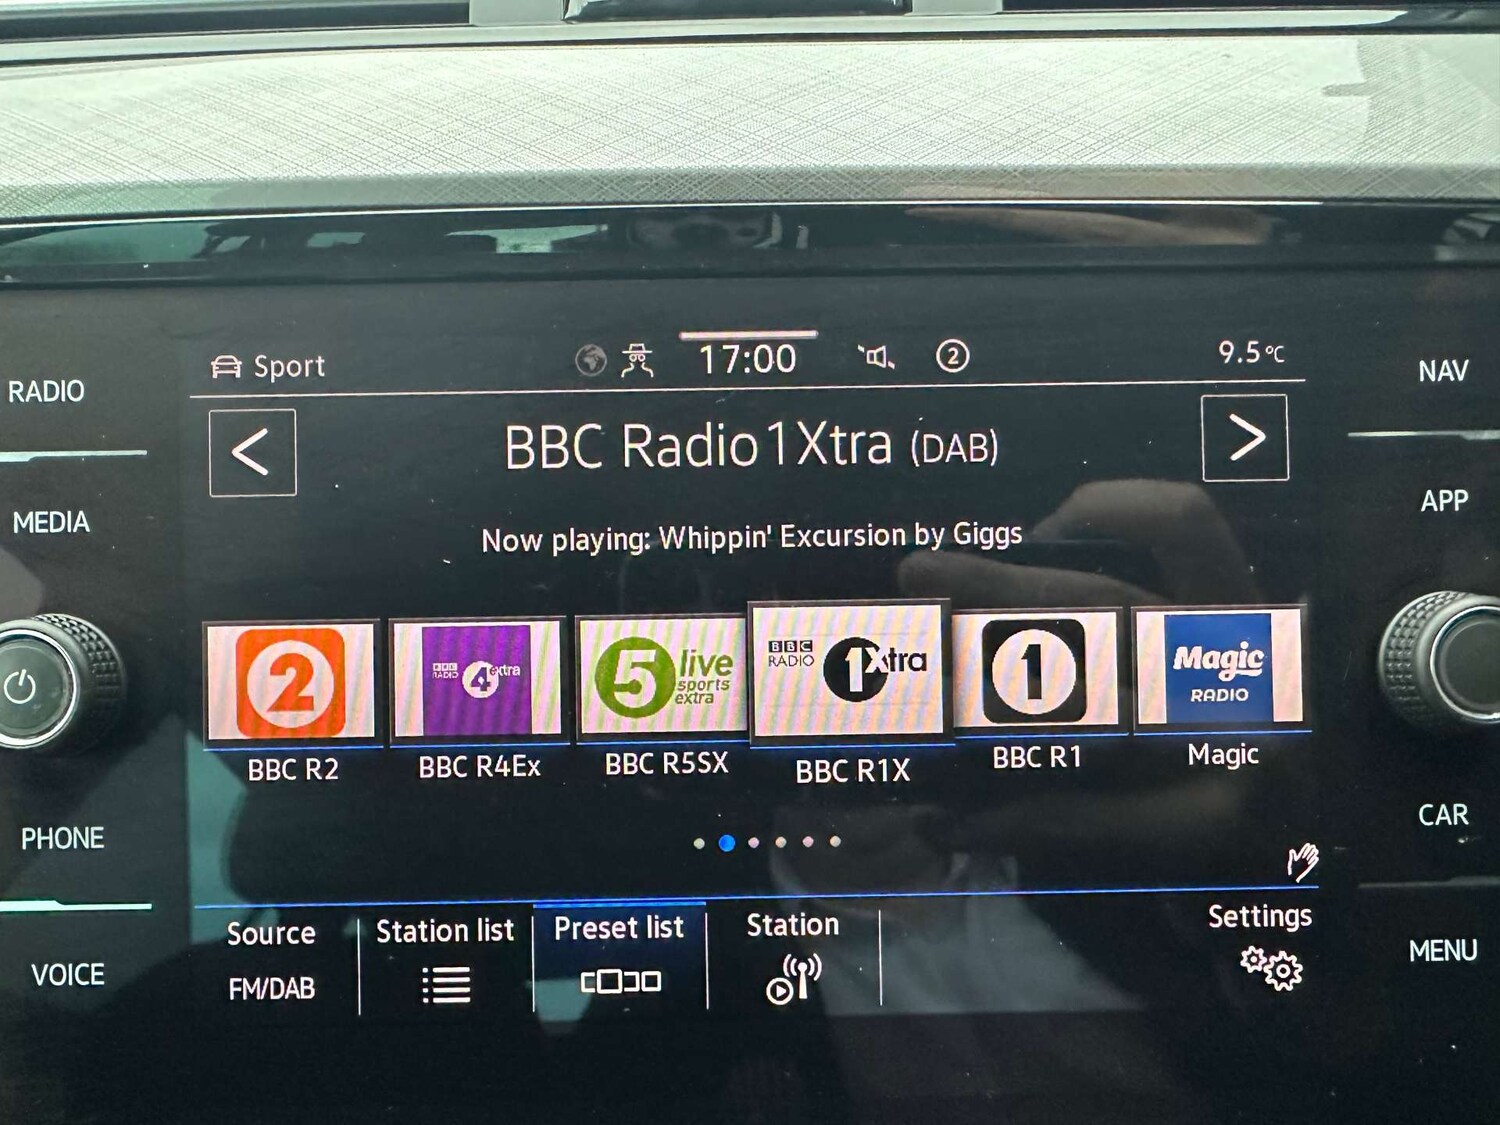 RADIO
MEDIA
PHONE
VOICE
Sport
17:00
2
9.5°C
<
BBC Radio 1Xtra (DAB)
>
Now playing: Whippin' Excursion by Giggs
2
BBC RADIO 4 extra
5 live sports extra
BBC RADIO 1Xtra
1
Magic RADIO
BBC R2
BBC R4Ex
BBC R5SX
BBC R1X
BBC R1
Magic
Source
FM/DAB
Station list
Preset list
Station
Settings
NAV
APP
CAR
MENU